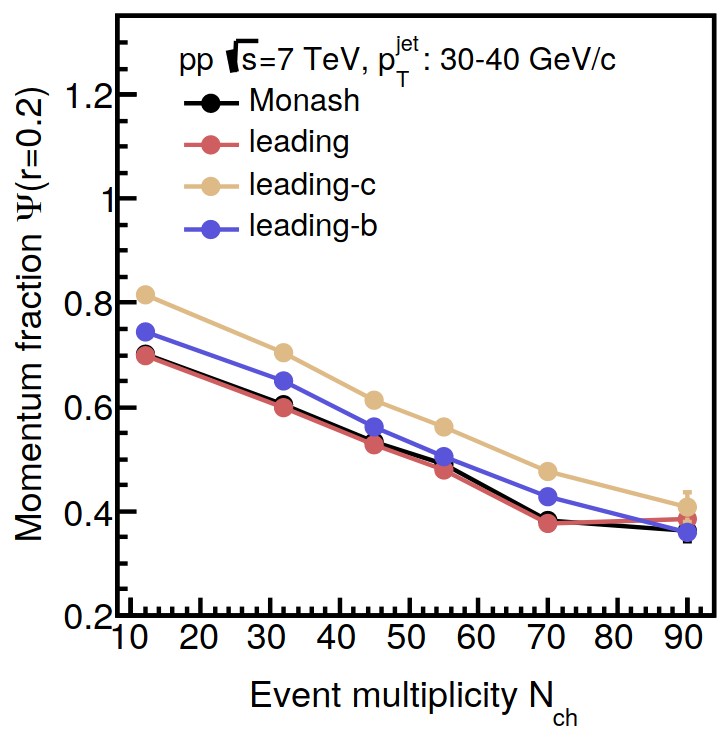 pp √s=7 TeV, p_T^jet: 30-40 GeV/c
Monash
leading
leading-c
leading-b
Momentum fraction Ψ(r=0.2)
1.2
1
0.8
0.6
0.4
0.2
10 20 30 40 50 60 70 80 90
Event multiplicity N_ch